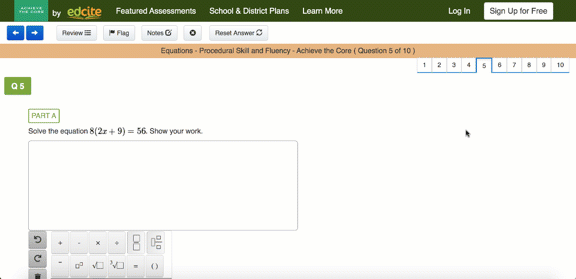 ACHIEVE THE CORE by edcite Featured Assessments School & District Plans Learn More Log In Sign Up for Free
Review Flag Notes Reset Answer
Equations - Procedural Skill and Fluency - Achieve the Core ( Question 5 of 10 )
1 2 3 4 5 6 7 8 9 10
Q 5
PART A
Solve the equation 8(2x + 9) = 56. Show your work.
+ - × ÷
- √ ³√ = ( )